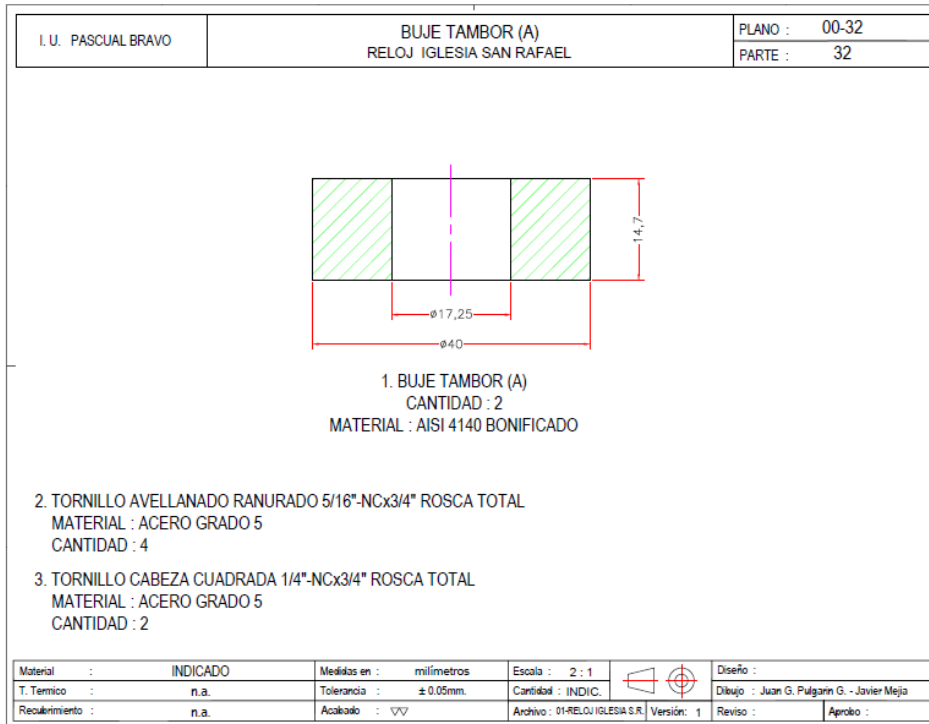 I. U. PASCUAL BRAVO
BUJE TAMBOR (A)
RELOJ IGLESIA SAN RAFAEL
PLANO : 00-32
PARTE : 32
14,7
ø17,25
ø40
1. BUJE TAMBOR (A)
CANTIDAD : 2
MATERIAL : AISI 4140 BONIFICADO
2. TORNILLO AVELLANADO RANURADO 5/16"-NCx3/4" ROSCA TOTAL
MATERIAL : ACERO GRADO 5
CANTIDAD : 4
3. TORNILLO CABEZA CUADRADA 1/4"-NCx3/4" ROSCA TOTAL
MATERIAL : ACERO GRADO 5
CANTIDAD : 2
Material : INDICADO Medidas en : milímetros Escala : 2 : 1 Diseño :
T. Termico : n.a. Tolerancia : ± 0.05mm. Cantidad : INDIC. Dibujo : Juan G. Pulgarin G. - Javier Mejia
Recubrimiento : n.a. Acabado : ▽▽ Archivo : 01-RELOJ IGLESIA S.R. Versión: 1 Reviso : Aprobo :